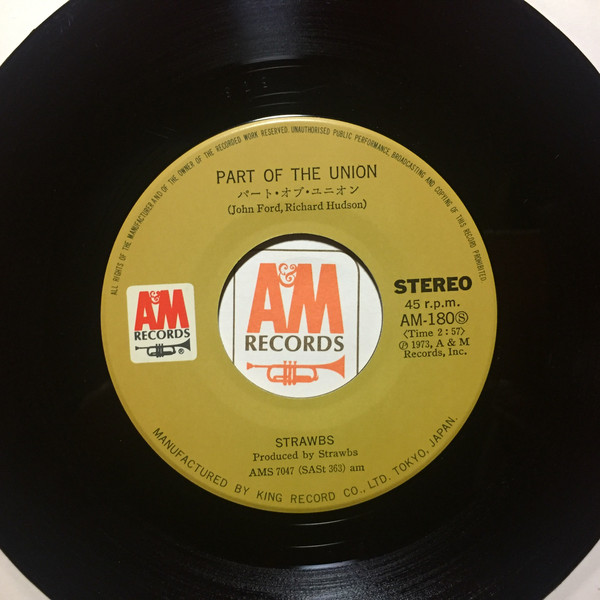 ALL RIGHTS OF THE MANUFACTURER AND OF THE OWNER OF THE RECORDED WORK RESERVED. UNAUTHORISED PUBLIC PERFORMANCE, BROADCASTING AND COPYING OF THIS RECORD PROHIBITED.
PART OF THE UNION
パート・オブ・ユニオン
(John Ford, Richard Hudson)
A&M
RECORDS
®
A&M
RECORDS
STEREO
45 r.p.m.
AM-180Ⓢ
〈Time 2:57〉
℗ 1973, A & M
Records, Inc.
STRAWBS
Produced by Strawbs
AMS 7047 (SASt 363) am
MANUFACTURED BY KING RECORD CO., LTD. TOKYO, JAPAN.